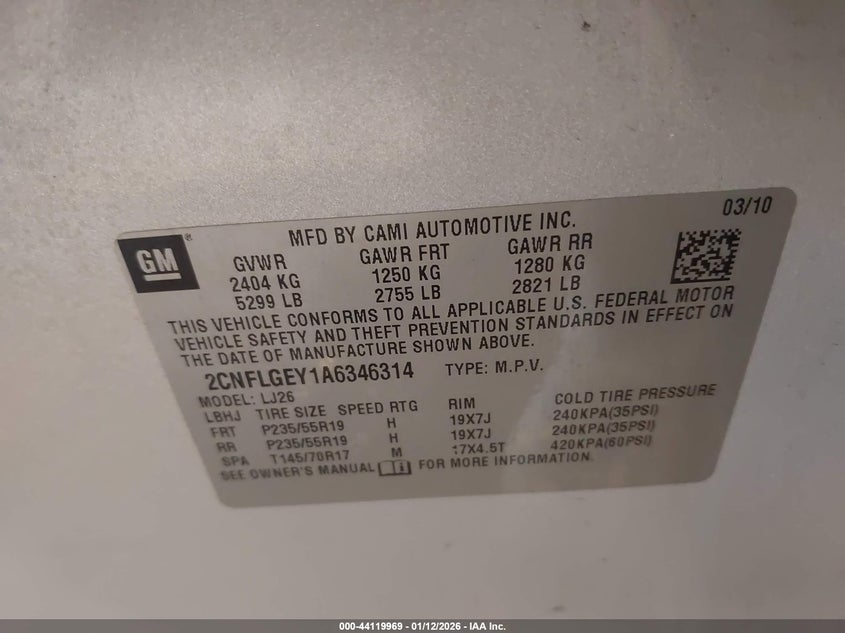 03/10
GM
MFD BY CAMI AUTOMOTIVE INC.
GVWR GAWR FRT GAWR RR
2404 KG 1250 KG 1280 KG
5299 LB 2755 LB 2821 LB
THIS VEHICLE CONFORMS TO ALL APPLICABLE U.S. FEDERAL MOTOR
VEHICLE SAFETY AND THEFT PREVENTION STANDARDS IN EFFECT ON
THE DATE OF MANUFACTURE SHOWN ABOVE.
2CNFLGEY1A6346314 TYPE: M.P.V.
MODEL: LJ26
LBHJ TIRE SIZE SPEED RTG RIM COLD TIRE PRESSURE
FRT P235/55R19 H 19X7J 240KPA(35PSI)
RR P235/55R19 H 19X7J 240KPA(35PSI)
SPA T145/70R17 M 17X4.5T 420KPA(60PSI)
SEE OWNER'S MANUAL FOR MORE INFORMATION.
000-44119969 - 01/12/2026 - IAA Inc.